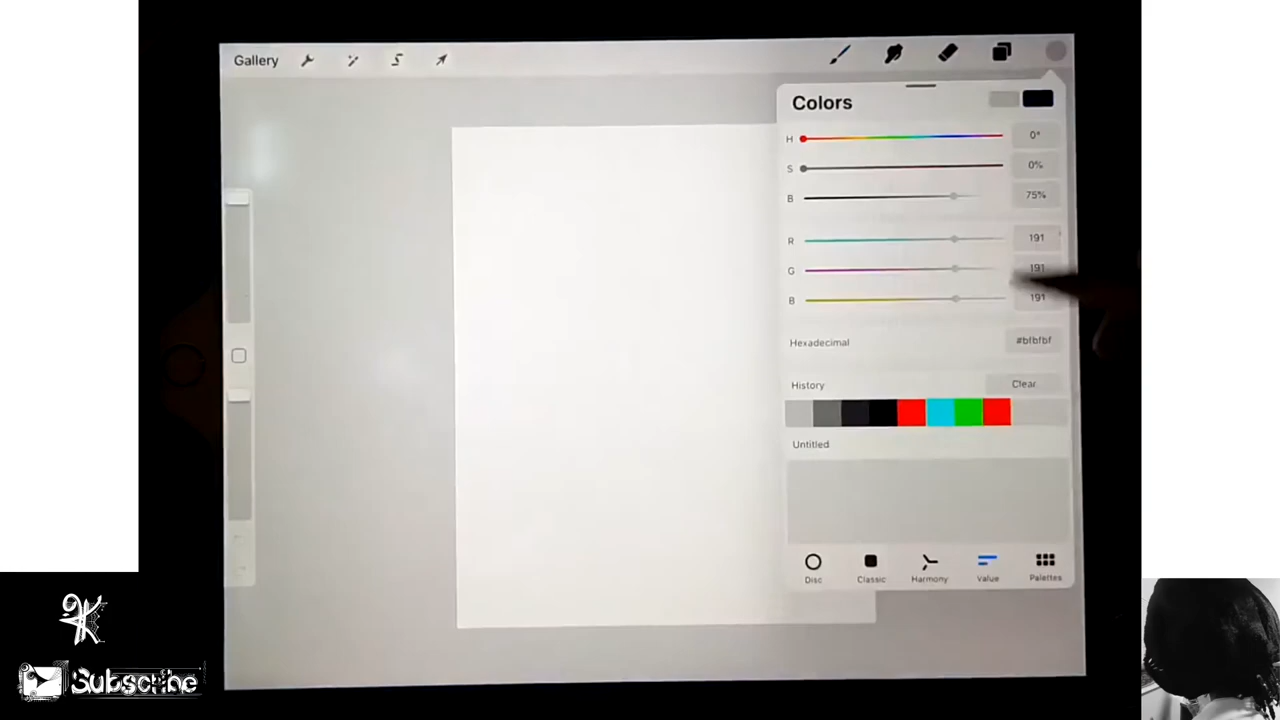 Gallery
Colors
H 0°
S 0%
B 75%
R 191
G 191
B 191
Hexadecimal #bfbfbf
History Clear
Untitled
Disc Classic Harmony Value Palettes
Subscribe